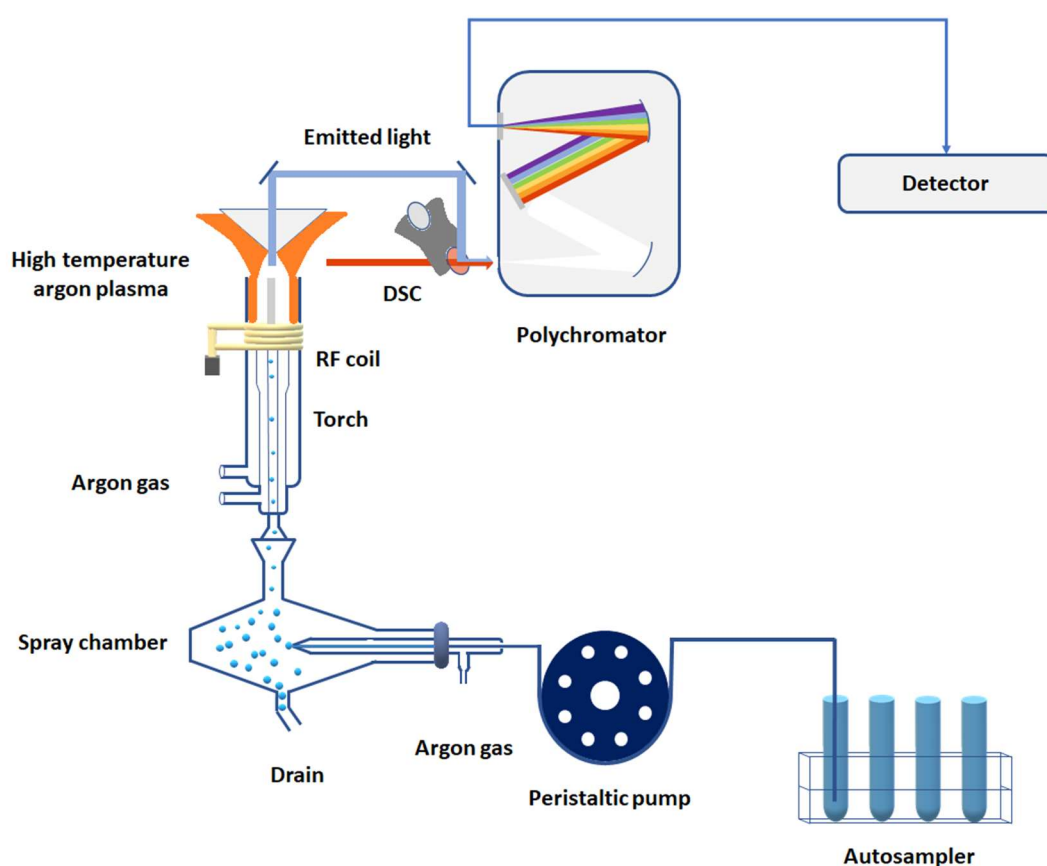 Emitted light
Detector
High temperature
argon plasma
DSC
Polychromator
RF coil
Torch
Argon gas
Spray chamber
Argon gas
Drain
Peristaltic pump
Autosampler